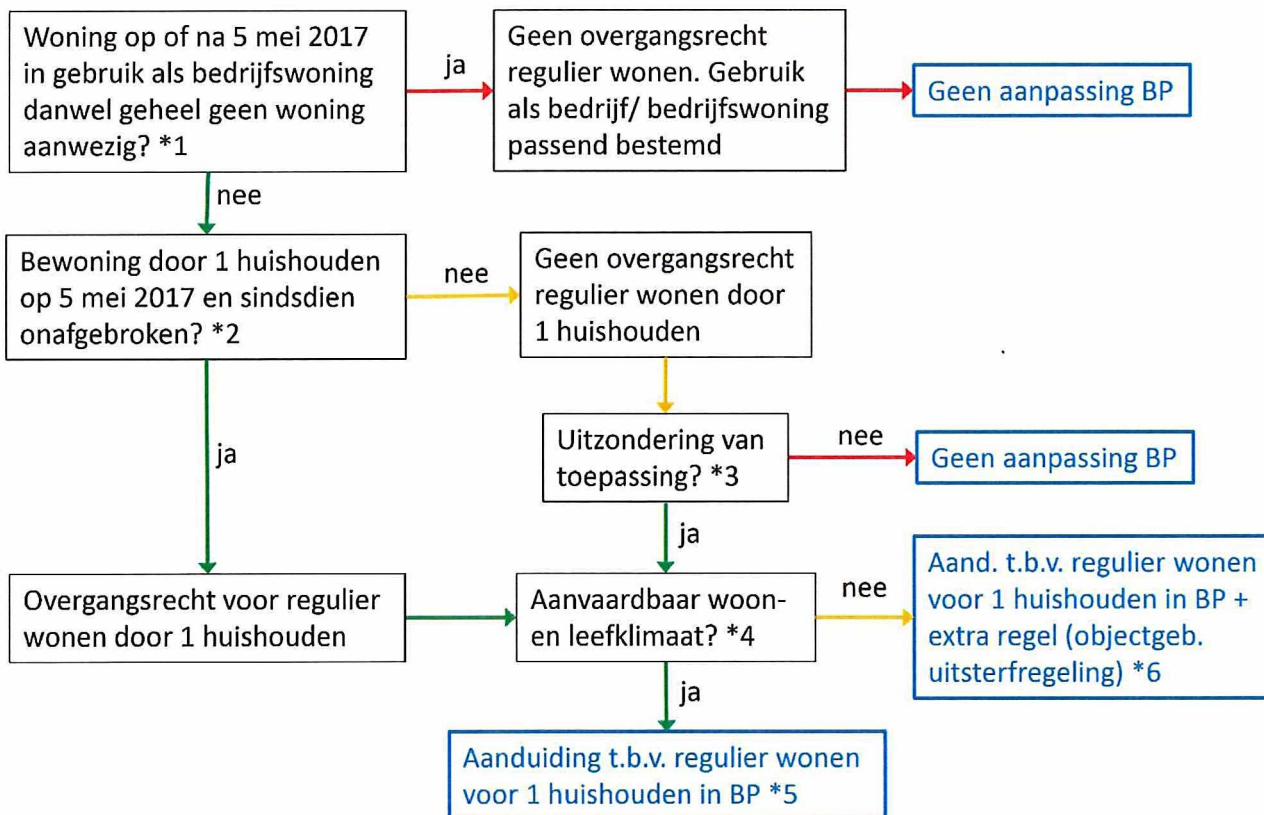 Woning op of na 5 mei 2017
in gebruik als bedrijfswoning
danwel geheel geen woning
aanwezig? *1
ja
Geen overgangsrecht
regulier wonen. Gebruik
als bedrijf/ bedrijfswoning
passend bestemd
Geen aanpassing BP
nee
Bewoning door 1 huishouden
op 5 mei 2017 en sindsdien
onafgebroken? *2
nee
Geen overgangsrecht
regulier wonen door
1 huishouden
ja
Uitzondering van
toepassing? *3
nee
Geen aanpassing BP
ja
Overgangsrecht voor regulier
wonen door 1 huishouden
Aanvaardbaar woon-
en leefklimaat? *4
nee
Aand. t.b.v. regulier wonen
voor 1 huishouden in BP +
extra regel (objectgeb.
uitsterfregeling) *6
ja
Aanduiding t.b.v. regulier wonen
voor 1 huishouden in BP *5